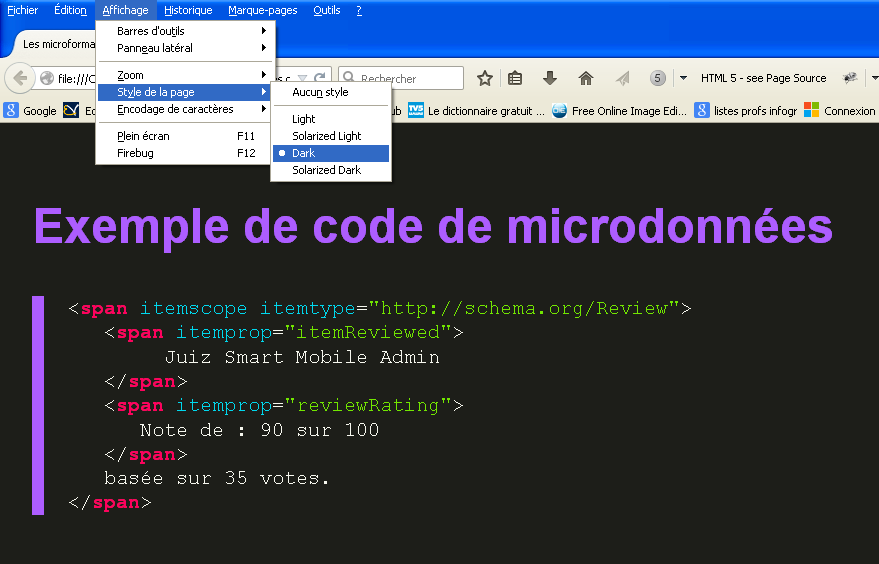 Fichier Édition Affichage Historique Marque-pages Outils ?
Barres d'outils
Panneau latéral
Zoom
Style de la page
Encodage de caractères
Plein écran F11
Firebug F12
Aucun style
Light
Solarized Light
Dark
Solarized Dark
Les microforma
file:///C
Rechercher
5
HTML 5 - see Page Source
Google
Le dictionnaire gratuit ...
Free Online Image Edi...
listes profs infogr
Connexion
Exemple de code de microdonnées
<span itemscope itemtype="http://schema.org/Review">
<span itemprop="itemReviewed">
Juiz Smart Mobile Admin
</span>
<span itemprop="reviewRating">
Note de : 90 sur 100
</span>
basée sur 35 votes.
</span>